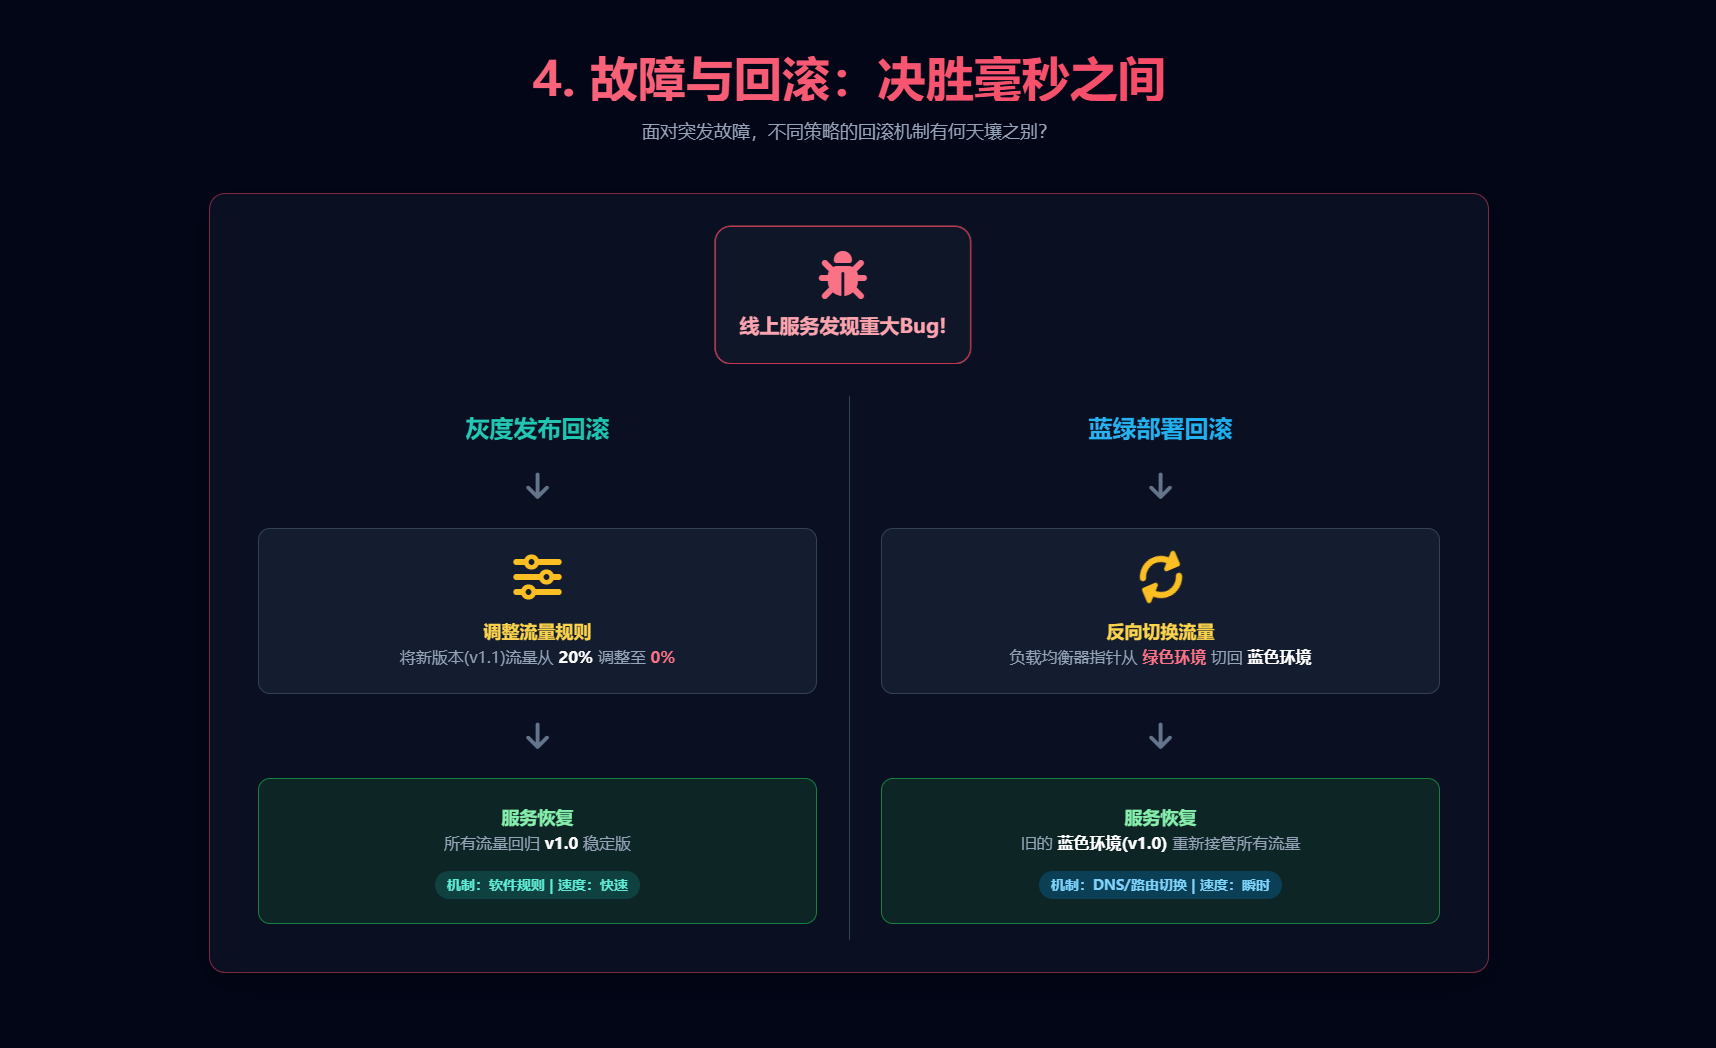 4. 故障与回滚：决胜毫秒之间
面对突发故障，不同策略的回滚机制有何天壤之别？
线上服务发现重大Bug!
灰度发布回滚
调整流量规则
将新版本(v1.1)流量从 20% 调整至 0%
服务恢复
所有流量回归 v1.0 稳定版
机制：软件规则 | 速度：快速
蓝绿部署回滚
反向切换流量
负载均衡器指针从 绿色环境 切回 蓝色环境
服务恢复
旧的 蓝色环境(v1.0) 重新接管所有流量
机制：DNS/路由切换 | 速度：瞬时